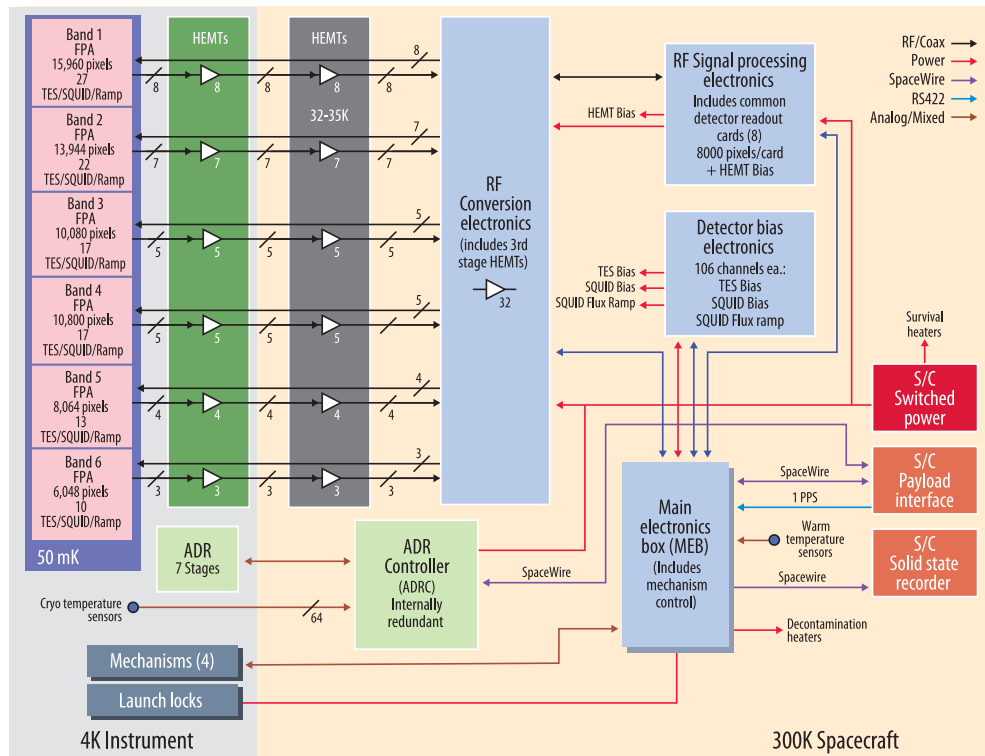 Band 1
FPA
15,960 pixels
27
TES/SQUID/Ramp
Band 2
FPA
13,944 pixels
22
TES/SQUID/Ramp
Band 3
FPA
10,080 pixels
17
TES/SQUID/Ramp
Band 4
FPA
10,800 pixels
17
TES/SQUID/Ramp
Band 5
FPA
8,064 pixels
13
TES/SQUID/Ramp
Band 6
FPA
6,048 pixels
10
TES/SQUID/Ramp
50 mK
HEMTs
HEMTs
32-35K
8
8
8
8
8
8
7
7
7
7
7
7
5
5
5
5
5
5
5
5
5
5
5
5
4
4
4
4
4
4
3
3
3
3
3
3
RF
Conversion
electronics
(includes 3rd
stage HEMTs)
32
RF Signal processing
electronics
Includes common
detector readout
cards (8)
8000 pixels/card
+ HEMT Bias
HEMT Bias
Detector bias
electronics
106 channels ea.:
TES Bias
SQUID Bias
SQUID Flux ramp
TES Bias
SQUID Bias
SQUID Flux Ramp
RF/Coax
Power
SpaceWire
RS422
Analog/Mixed
Survival
heaters
S/C
Switched
power
S/C
Payload
interface
S/C
Solid state
recorder
SpaceWire
1 PPS
Warm
temperature
sensors
Spacewire
Decontamination
heaters
Main
electronics
box (MEB)
(Includes
mechanism
control)
ADR
7 Stages
ADR
Controller
(ADRC)
Internally
redundant
SpaceWire
Cryo temperature
sensors
64
Mechanisms (4)
Launch locks
4K Instrument
300K Spacecraft